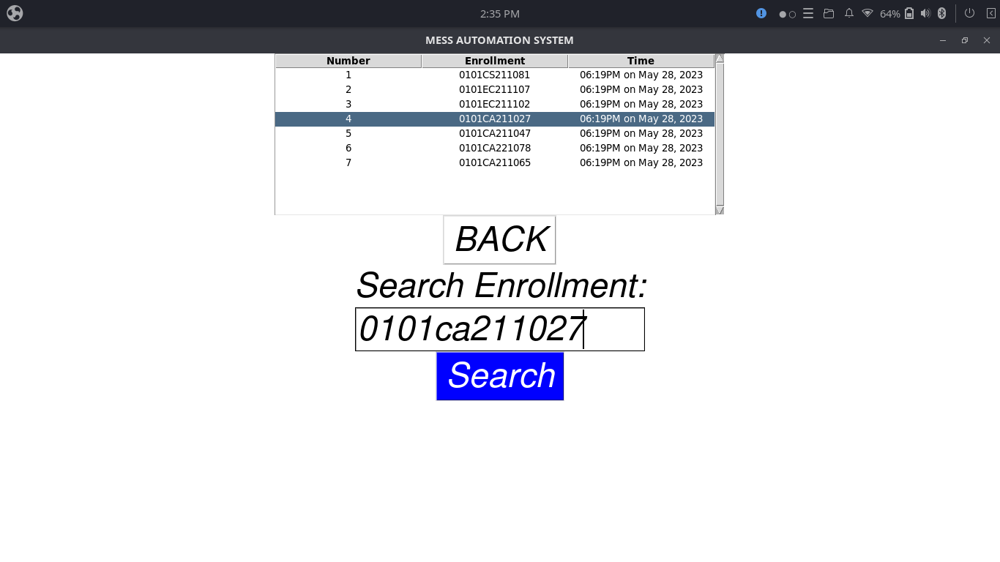 2:35 PM 64%
MESS AUTOMATION SYSTEM
Number Enrollment Time
1 0101CS211081 06:19PM on May 28, 2023
2 0101EC211107 06:19PM on May 28, 2023
3 0101EC211102 06:19PM on May 28, 2023
4 0101CA211027 06:19PM on May 28, 2023
5 0101CA211047 06:19PM on May 28, 2023
6 0101CA221078 06:19PM on May 28, 2023
7 0101CA211065 06:19PM on May 28, 2023
BACK
Search Enrollment:
0101ca211027
Search